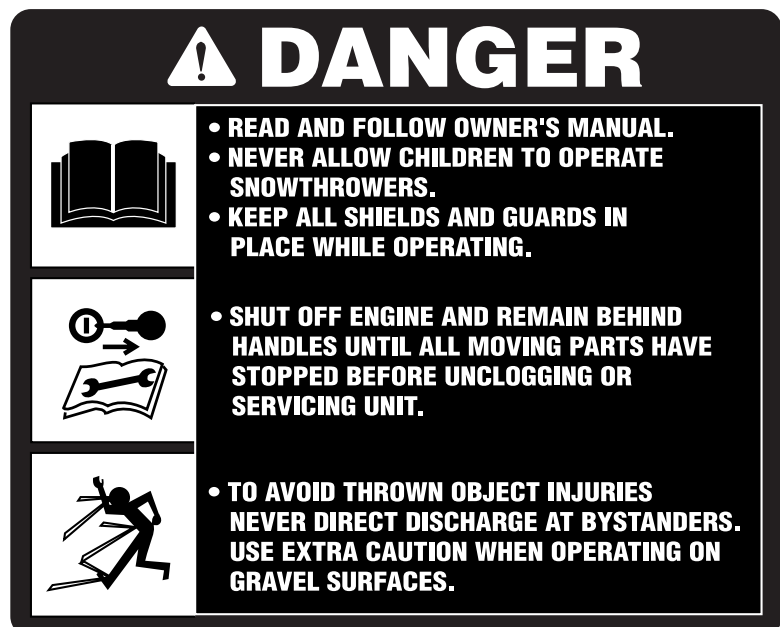 DANGER
• READ AND FOLLOW OWNER'S MANUAL.
• NEVER ALLOW CHILDREN TO OPERATE
SNOWTHROWERS.
• KEEP ALL SHIELDS AND GUARDS IN
PLACE WHILE OPERATING.
• SHUT OFF ENGINE AND REMAIN BEHIND
HANDLES UNTIL ALL MOVING PARTS HAVE
STOPPED BEFORE UNCLOGGING OR
SERVICING UNIT.
• TO AVOID THROWN OBJECT INJURIES
NEVER DIRECT DISCHARGE AT BYSTANDERS.
USE EXTRA CAUTION WHEN OPERATING ON
GRAVEL SURFACES.